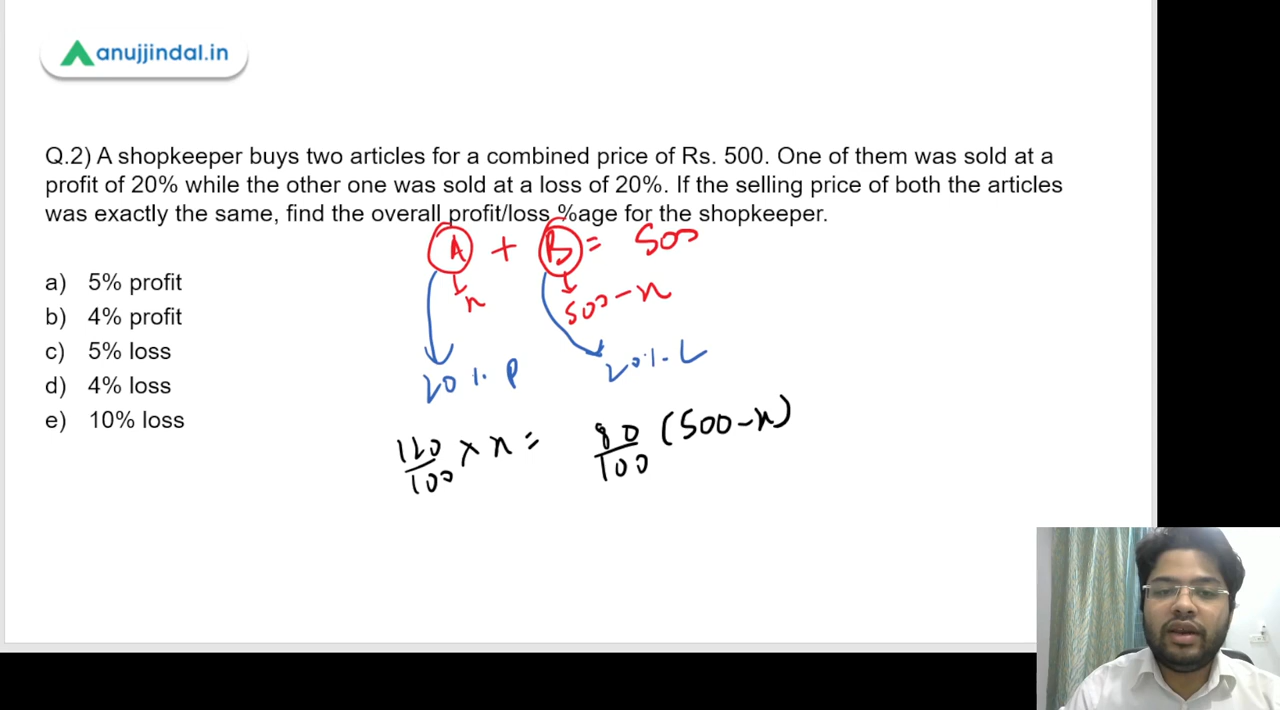 anujjindal.in
Q.2) A shopkeeper buys two articles for a combined price of Rs. 500. One of them was sold at a
profit of 20% while the other one was sold at a loss of 20%. If the selling price of both the articles
was exactly the same, find the overall profit/loss %age for the shopkeeper.
A + B = 500
a) 5% profit
x
500 - x
b) 4% profit
c) 5% loss
20% P
20% L
d) 4% loss
e) 10% loss
120/100 × x = 80/100 (500 - x)